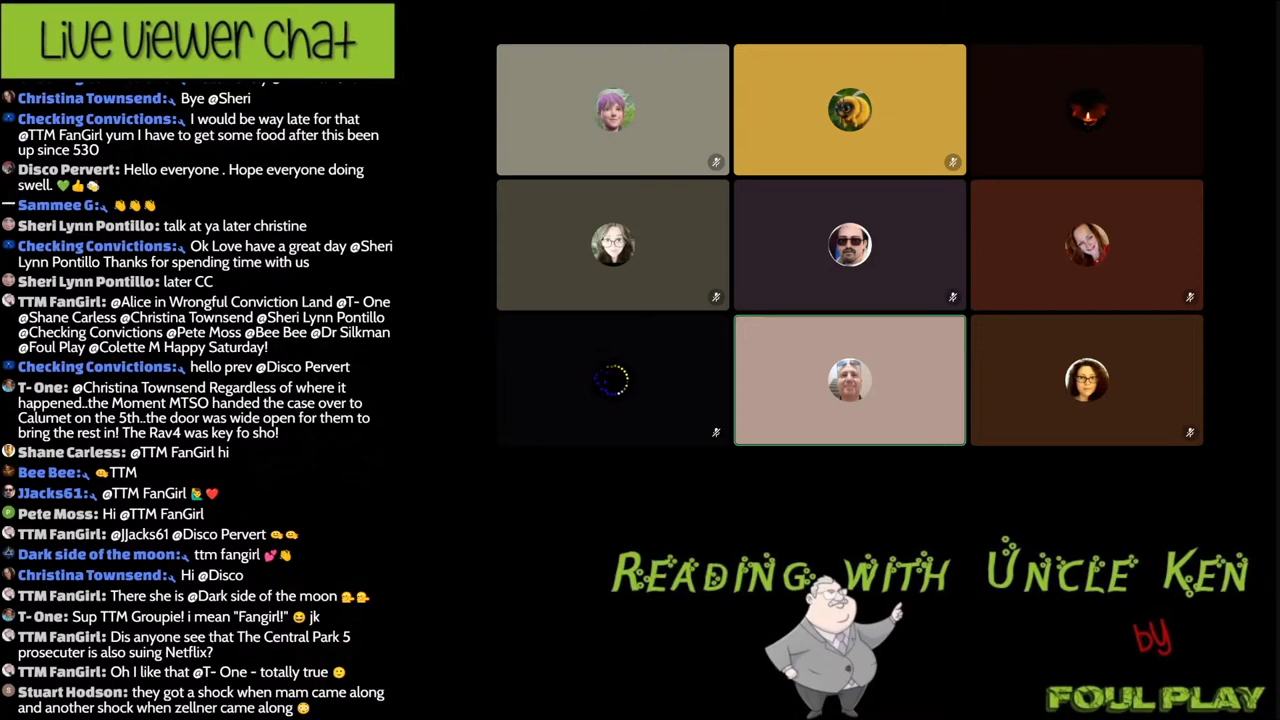 Live Viewer Chat
Christina Townsend: Bye @Sheri
Checking Convictions: I would be way late for that
@TTM FanGirl yum I have to get some food after this been
up since 530
Disco Pervert: Hello everyone . Hope everyone doing
swell. 💚👍🍻
Sammee G: 👏👏👏
Sheri Lynn Pontillo: talk at ya later christine
Checking Convictions: Ok Love have a great day @Sheri
Lynn Pontillo Thanks for spending time with us
Sheri Lynn Pontillo: later CC
TTM FanGirl: @Alice in Wrongful Conviction Land @T- One
@Shane Carless @Christina Townsend @Sheri Lynn Pontillo
@Checking Convictions @Pete Moss @Bee Bee @Dr Silkman
@Foul Play @Colette M Happy Saturday!
Checking Convictions: hello prev @Disco Pervert
T- One: @Christina Townsend Regardless of where it
happened..the Moment MTSO handed the case over to
Calumet on the 5th..the door was wide open for them to
bring the rest in! The Rav4 was key fo sho!
Shane Carless: @TTM FanGirl hi
Bee Bee: TTM
JJacks61: @TTM FanGirl 🙋‍♂️❤️
Pete Moss: Hi @TTM FanGirl
TTM FanGirl: @JJacks61 @Disco Pervert
Dark side of the moon: ttm fangirl 💕👏
Christina Townsend: Hi @Disco
TTM FanGirl: There she is @Dark side of the moon
T- One: Sup TTM Groupie! i mean "Fangirl!" 😆 jk
TTM FanGirl: Dis anyone see that The Central Park 5
prosecuter is also suing Netflix?
TTM FanGirl: Oh I like that @T- One - totally true 🙂
Stuart Hodson: they got a shock when mam came along
and another shock when zellner came along 😳
Reading with Uncle Ken
by
Foul Play